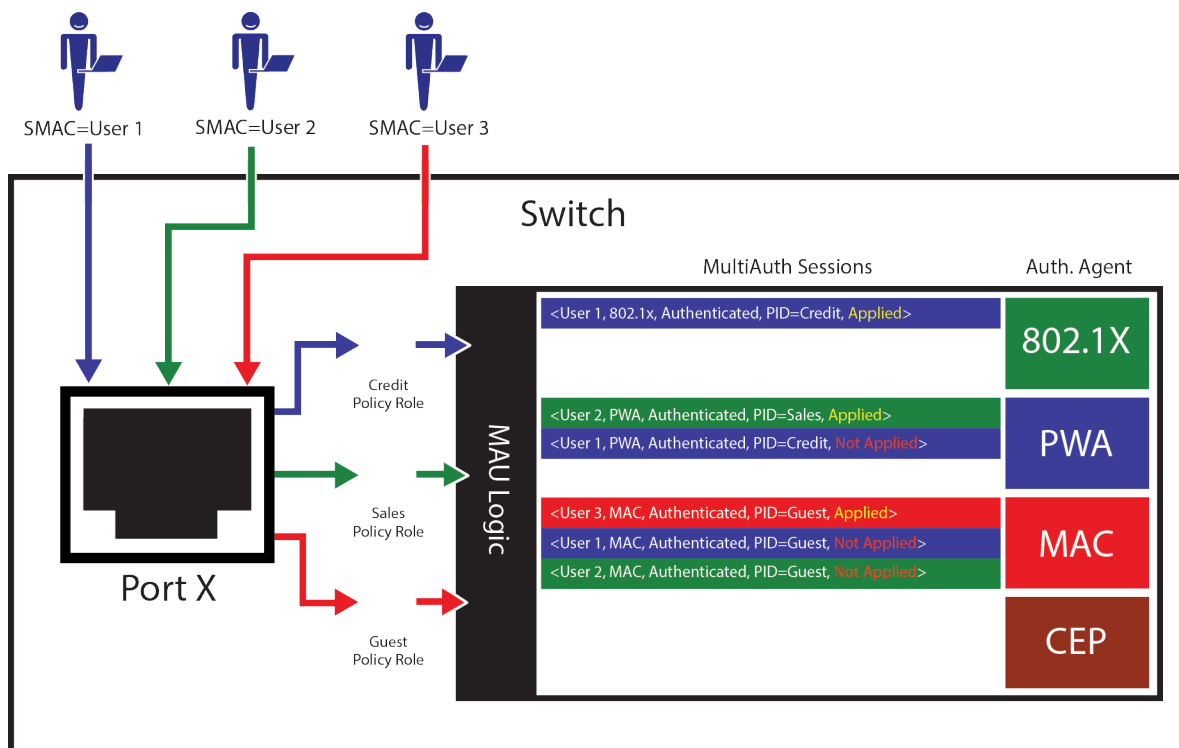 SMAC=User 1
SMAC=User 2
SMAC=User 3
Switch
MultiAuth Sessions
Auth. Agent
<User 1, 802.1x, Authenticated, PID=Credit, Applied>
802.1X
Credit
Policy Role
<User 2, PWA, Authenticated, PID=Sales, Applied>
<User 1, PWA, Authenticated, PID=Credit, Not Applied>
PWA
MAU Logic
Sales
Policy Role
<User 3, MAC, Authenticated, PID=Guest, Applied>
<User 1, MAC, Authenticated, PID=Guest, Not Applied>
<User 2, MAC, Authenticated, PID=Guest, Not Applied>
MAC
Port X
Guest
Policy Role
CEP